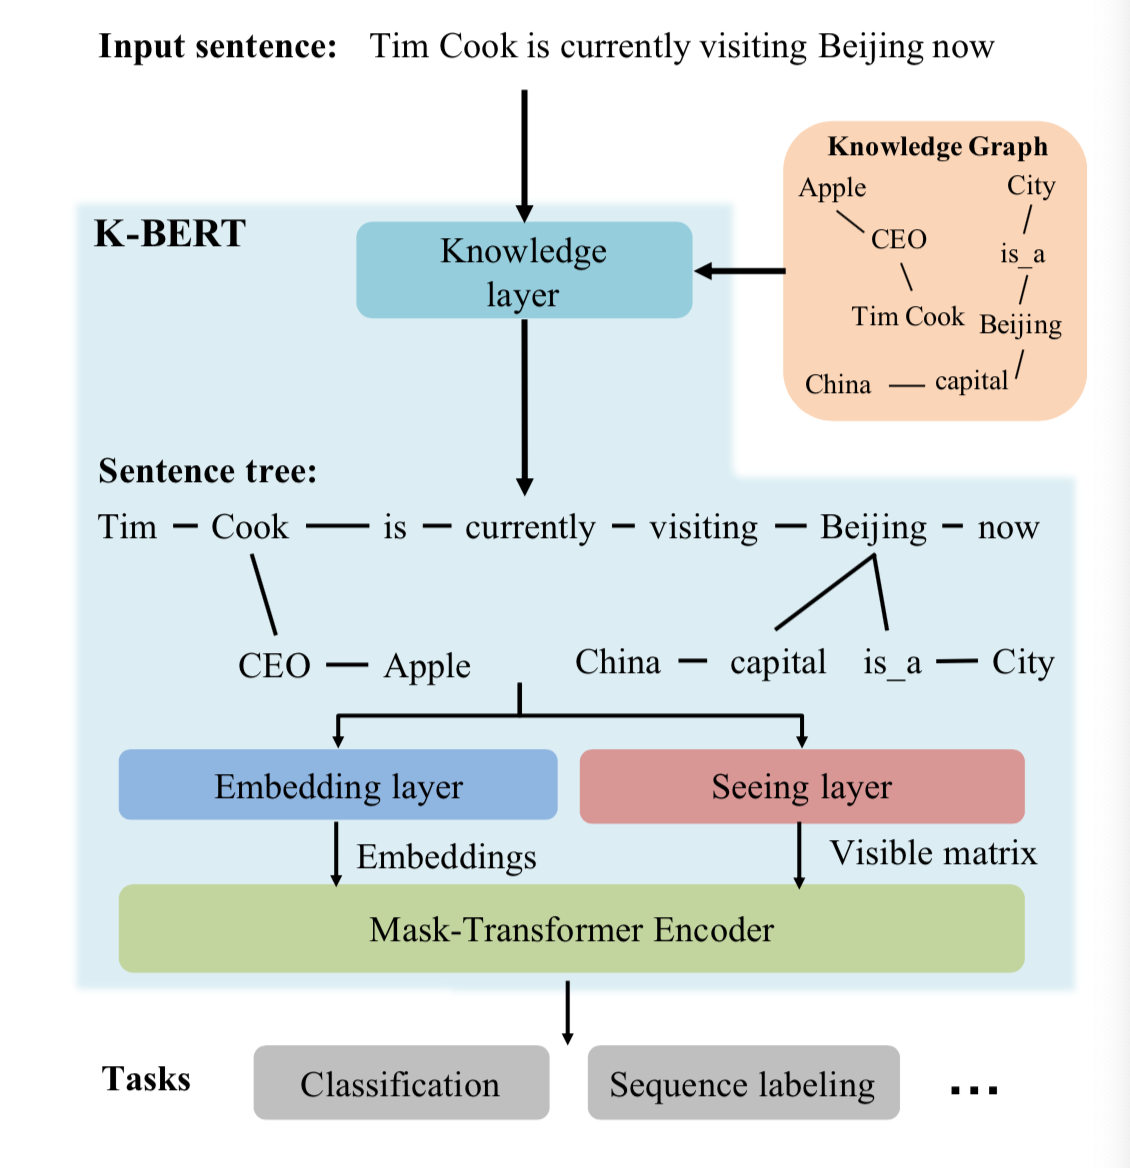 Input sentence: Tim Cook is currently visiting Beijing now
Knowledge Graph
Apple City
CEO is_a
Tim Cook Beijing
China capital
K-BERT
Knowledge
layer
Sentence tree:
Tim Cook is currently visiting Beijing now
CEO Apple China capital is_a City
Embedding layer Seeing layer
Embeddings Visible matrix
Mask-Transformer Encoder
Tasks Classification Sequence labeling ...